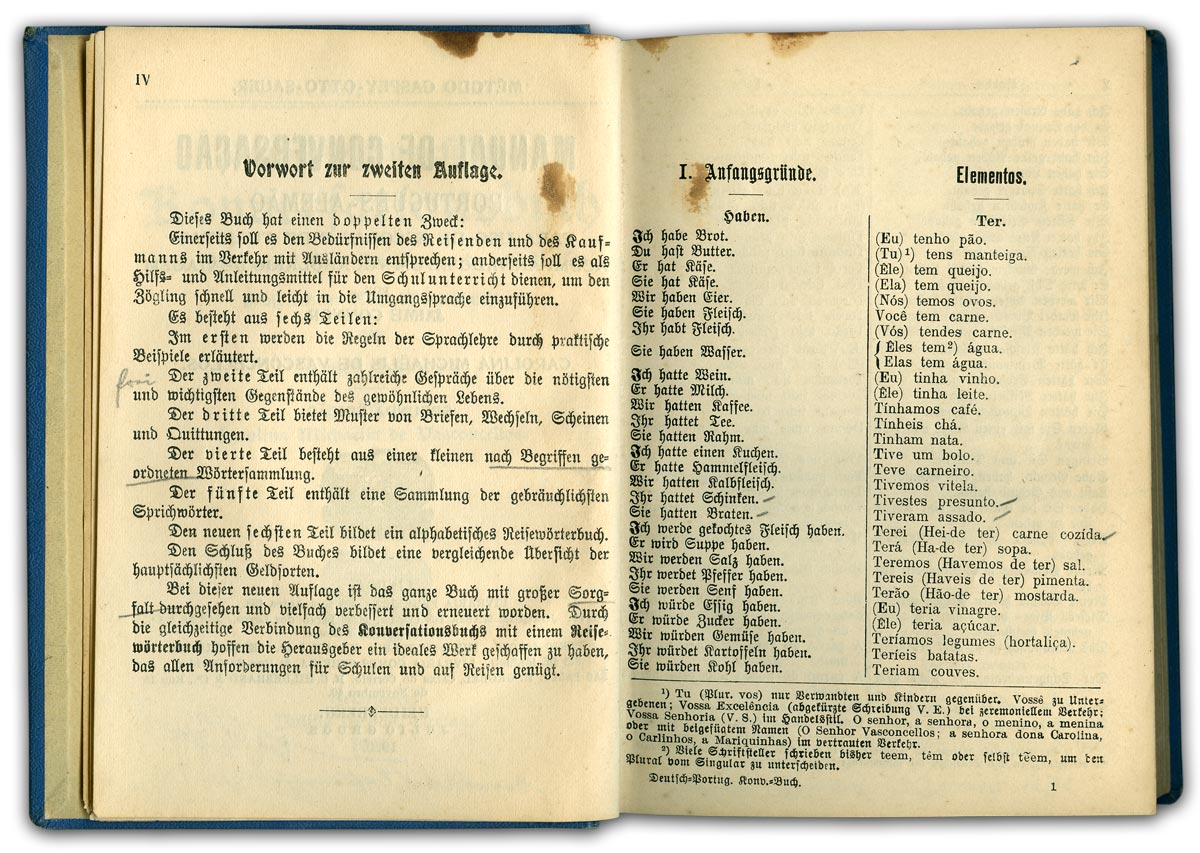 IV
Vorwort zur zweiten Auflage.
Dieses Buch hat einen doppelten Zweck:
Einerseits soll es den Bedürfnissen des Reisenden und des Kauf-
manns im Verkehr mit Ausländern entsprechen; anderseits soll es als
Hilfs- und Anleitungsmittel für den Schulunterricht dienen, um den
Zögling schnell und leicht in die Umgangssprache einzuführen.
Es besteht aus sechs Teilen:
Im ersten werden die Regeln der Sprachlehre durch praktische
Beispiele erläutert.
Der zweite Teil enthält zahlreiche Gespräche über die nötigsten
und wichtigsten Gegenstände des gewöhnlichen Lebens.
Der dritte Teil bietet Muster von Briefen, Wechseln, Scheinen
und Quittungen.
Der vierte Teil besteht aus einer kleinen nach Begriffen ge-
ordneten Wörtersammlung.
Der fünfte Teil enthält eine Sammlung der gebräuchlichsten
Sprichwörter.
Den neuen sechsten Teil bildet ein alphabetisches Reisewörterbuch.
Den Schluß des Buches bildet eine vergleichende Übersicht der
hauptsächlichsten Geldsorten.
Bei dieser neuen Auflage ist das ganze Buch mit großer Sorg-
falt durchgesehen und vielfach verbessert und erneuert worden. Durch
die gleichzeitige Verbindung des Konversationsbuchs mit einem Reise-
wörterbuch hoffen die Herausgeber ein ideales Werk geschaffen zu haben,
das allen Anforderungen für Schulen und auf Reisen genügt.
I. Anfangsgründe.
Haben.
Ich habe Brot.
Du hast Butter.
Er hat Käse.
Sie hat Käse.
Wir haben Eier.
Sie haben Fleisch.
Ihr habt Fleisch.
Sie haben Wasser.
Ich hatte Wein.
Er hatte Milch.
Wir hatten Kaffee.
Ihr hattet Tee.
Sie hatten Rahm.
Ich hatte einen Kuchen.
Er hatte Hammelfleisch.
Wir hatten Kalbfleisch.
Ihr hattet Schinken.
Sie hatten Braten.
Ich werde gekochtes Fleisch haben.
Er wird Suppe haben.
Wir werden Salz haben.
Ihr werdet Pfeffer haben.
Sie werden Senf haben.
Ich würde Essig haben.
Er würde Zucker haben.
Wir würden Gemüse haben.
Ihr würdet Kartoffeln haben.
Sie würden Kohl haben.
Elementos.
Ter.
(Eu) tenho pão.
(Tu)¹) tens manteiga.
(Êle) tem queijo.
(Ela) tem queijo.
(Nós) temos ovos.
Você tem carne.
(Vós) tendes carne.
Êles tem²) água.
Elas tem água.
(Eu) tinha vinho.
(Êle) tinha leite.
Tínhamos café.
Tínheis chá.
Tinham nata.
Tive um bolo.
Teve carneiro.
Tivemos vitela.
Tivestes presunto.
Tiveram assado.
Terei (Hei-de ter) carne cozida.
Terá (Ha-de ter) sopa.
Teremos (Havemos de ter) sal.
Tereis (Haveis de ter) pimenta.
Terão (Hão-de ter) mostarda.
(Eu) teria vinagre.
(Êle) teria açúcar.
Teríamos legumes (hortaliça).
Teríeis batatas.
Teriam couves.
¹) Tu (Plur. vos) nur Verwandten und Kindern gegenüber. Vossê zu Unter-
gebenen; Vossa Excelência (abgekürzte Schreibung V. E.) bei zeremoniellem Verkehr;
Vossa Senhoria (V. S.) im Handelsstil. O senhor, a senhora, o menino, a menina
oder mit beigefügtem Namen (O Senhor Vasconcellos; a senhora dona Carolina,
o Carlinhos, a Mariquinhas) im vertrauten Verkehr.
²) Viele Schriftsteller schrieben bisher teem, têm oder selbst tẽem, um den
Plural vom Singular zu unterscheiden.
Deutsch-Portug. Konv.-Buch.
1